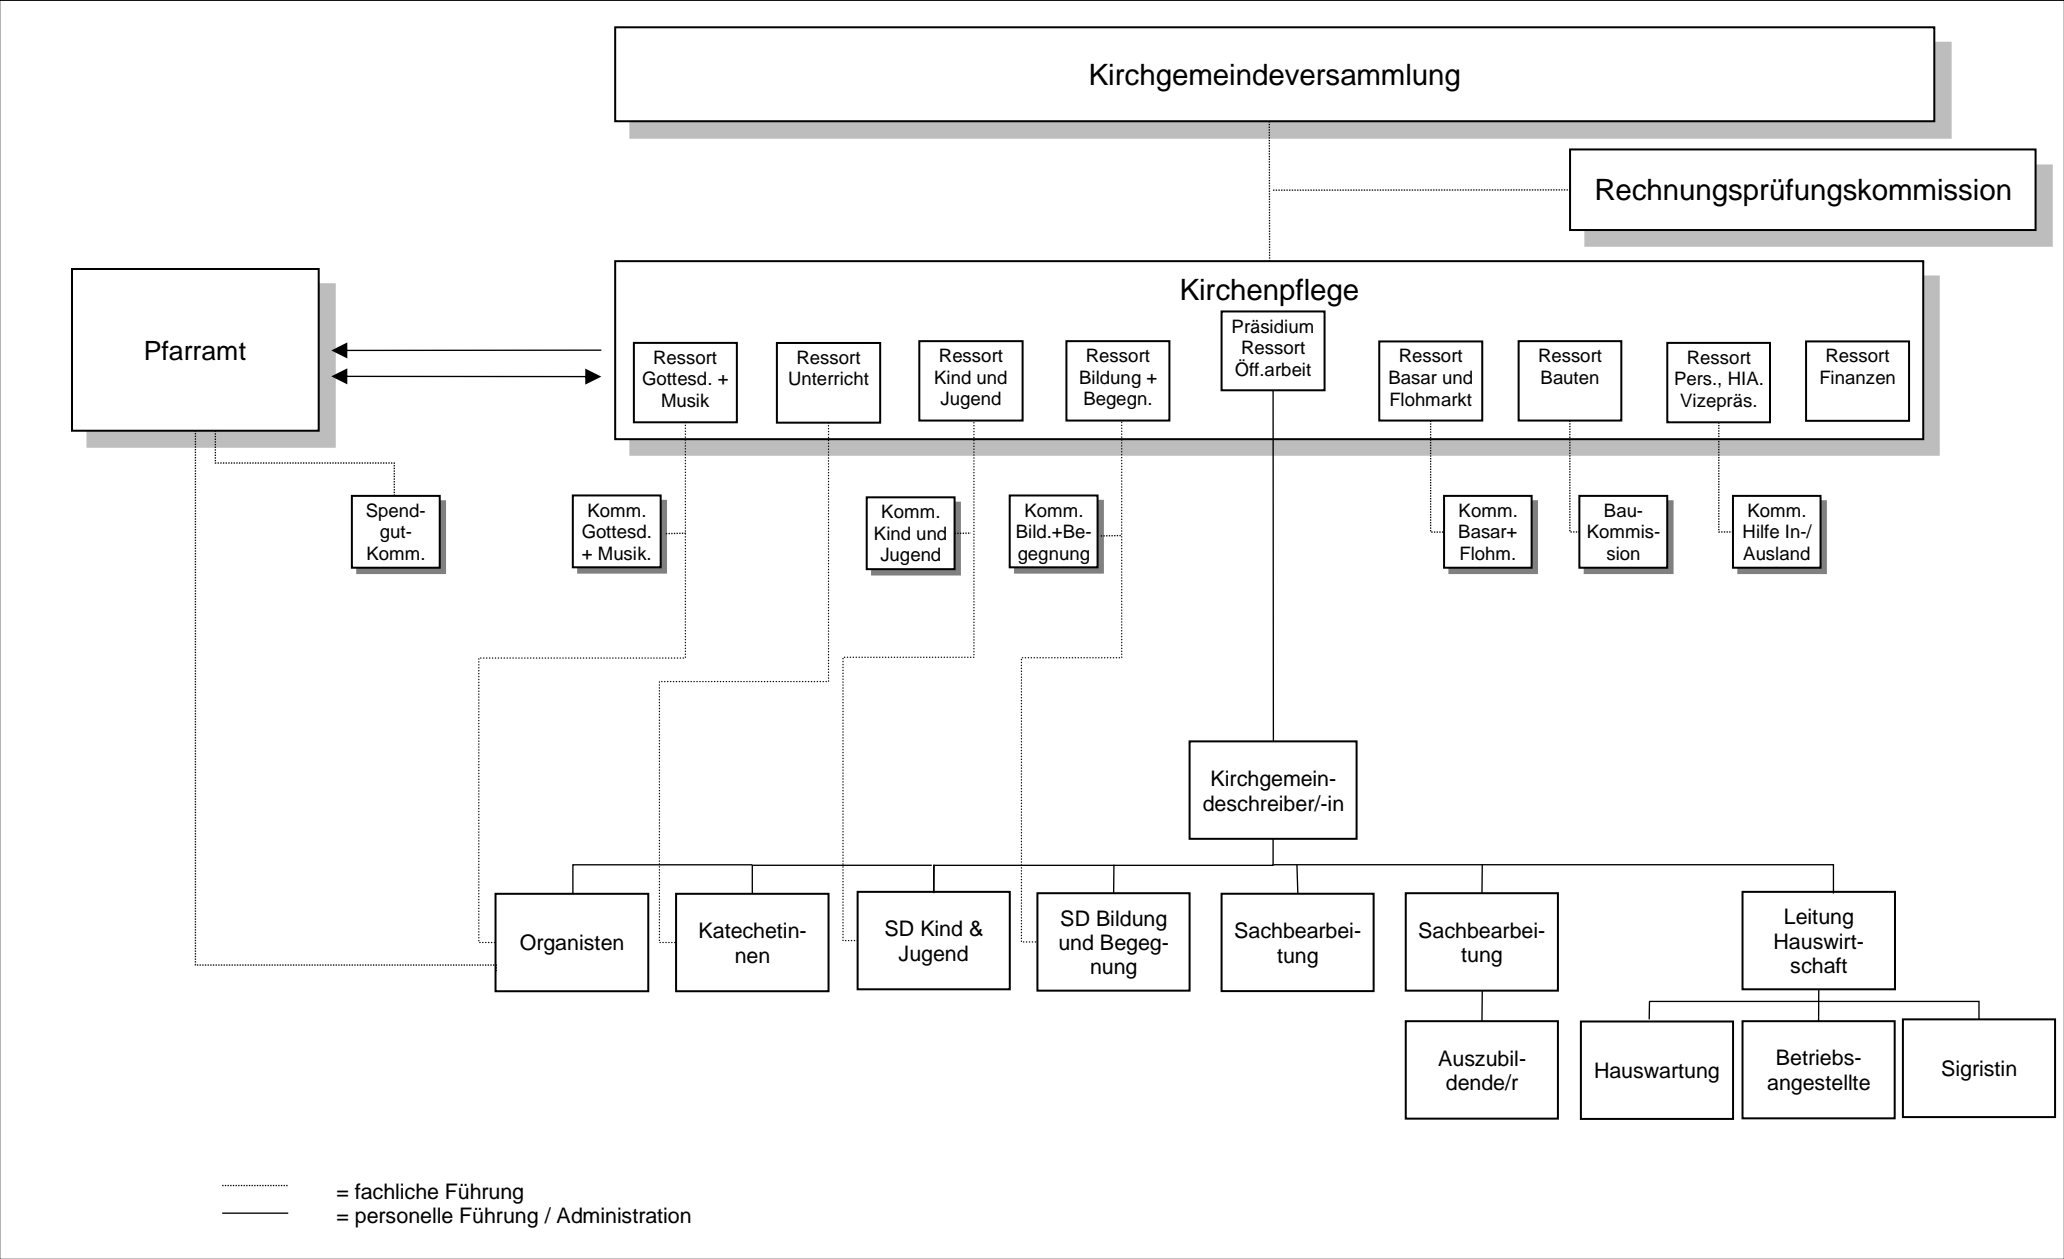 Kirchgemeindeversammlung
Rechnungsprüfungskommission
Pfarramt
Kirchenpflege
Ressort
Gottesd. +
Musik
Ressort
Unterricht
Ressort
Kind und
Jugend
Ressort
Bildung +
Begegn.
Präsidium
Ressort
Öff.arbeit
Ressort
Basar und
Flohmarkt
Ressort
Bauten
Ressort
Pers., HIA.
Vizepräs.
Ressort
Finanzen
Spend-
gut-
Komm.
Komm.
Gottesd.
+ Musik.
Komm.
Kind und
Jugend
Komm.
Bild.+Be-
gegnung
Komm.
Basar+
Flohm.
Bau-
Kommis-
sion
Komm.
Hilfe In-/
Ausland
Kirchgemein-
deschreiber/-in
Organisten
Katechetin-
nen
SD Kind &
Jugend
SD Bildung
und Begeg-
nung
Sachbearbei-
tung
Sachbearbei-
tung
Leitung
Hauswirt-
schaft
Auszubil-
dende/r
Hauswartung
Betriebs-
angestellte
Sigristin
= fachliche Führung
= personelle Führung / Administration